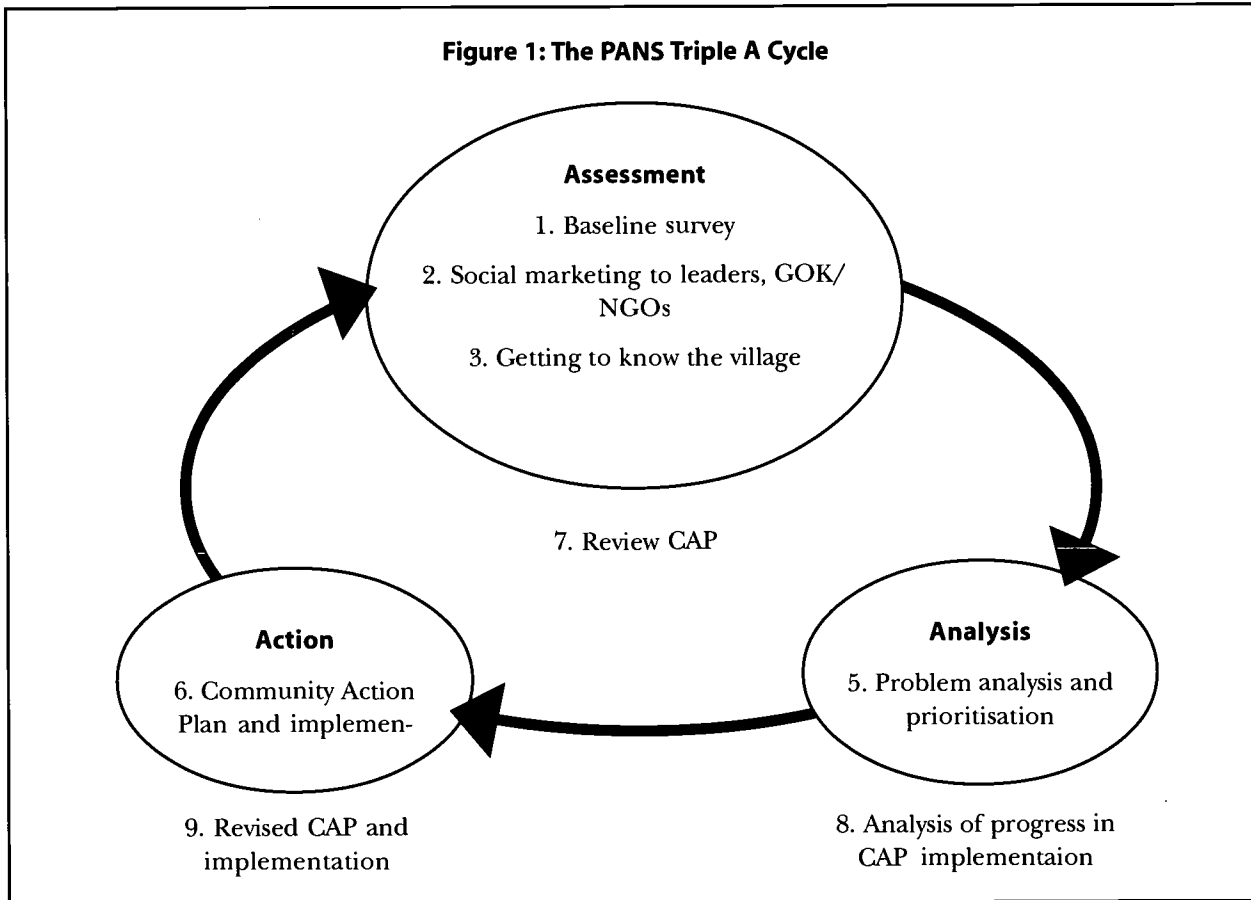 Figure 1: The PANS Triple A Cycle
Assessment
1. Baseline survey
2. Social marketing to leaders, GOK/
NGOs
3. Getting to know the village
7. Review CAP
Action
6. Community Action
Plan and implemen-
9. Revised CAP and
implementation
Analysis
5. Problem analysis and
prioritisation
8. Analysis of progress in
CAP implementaion